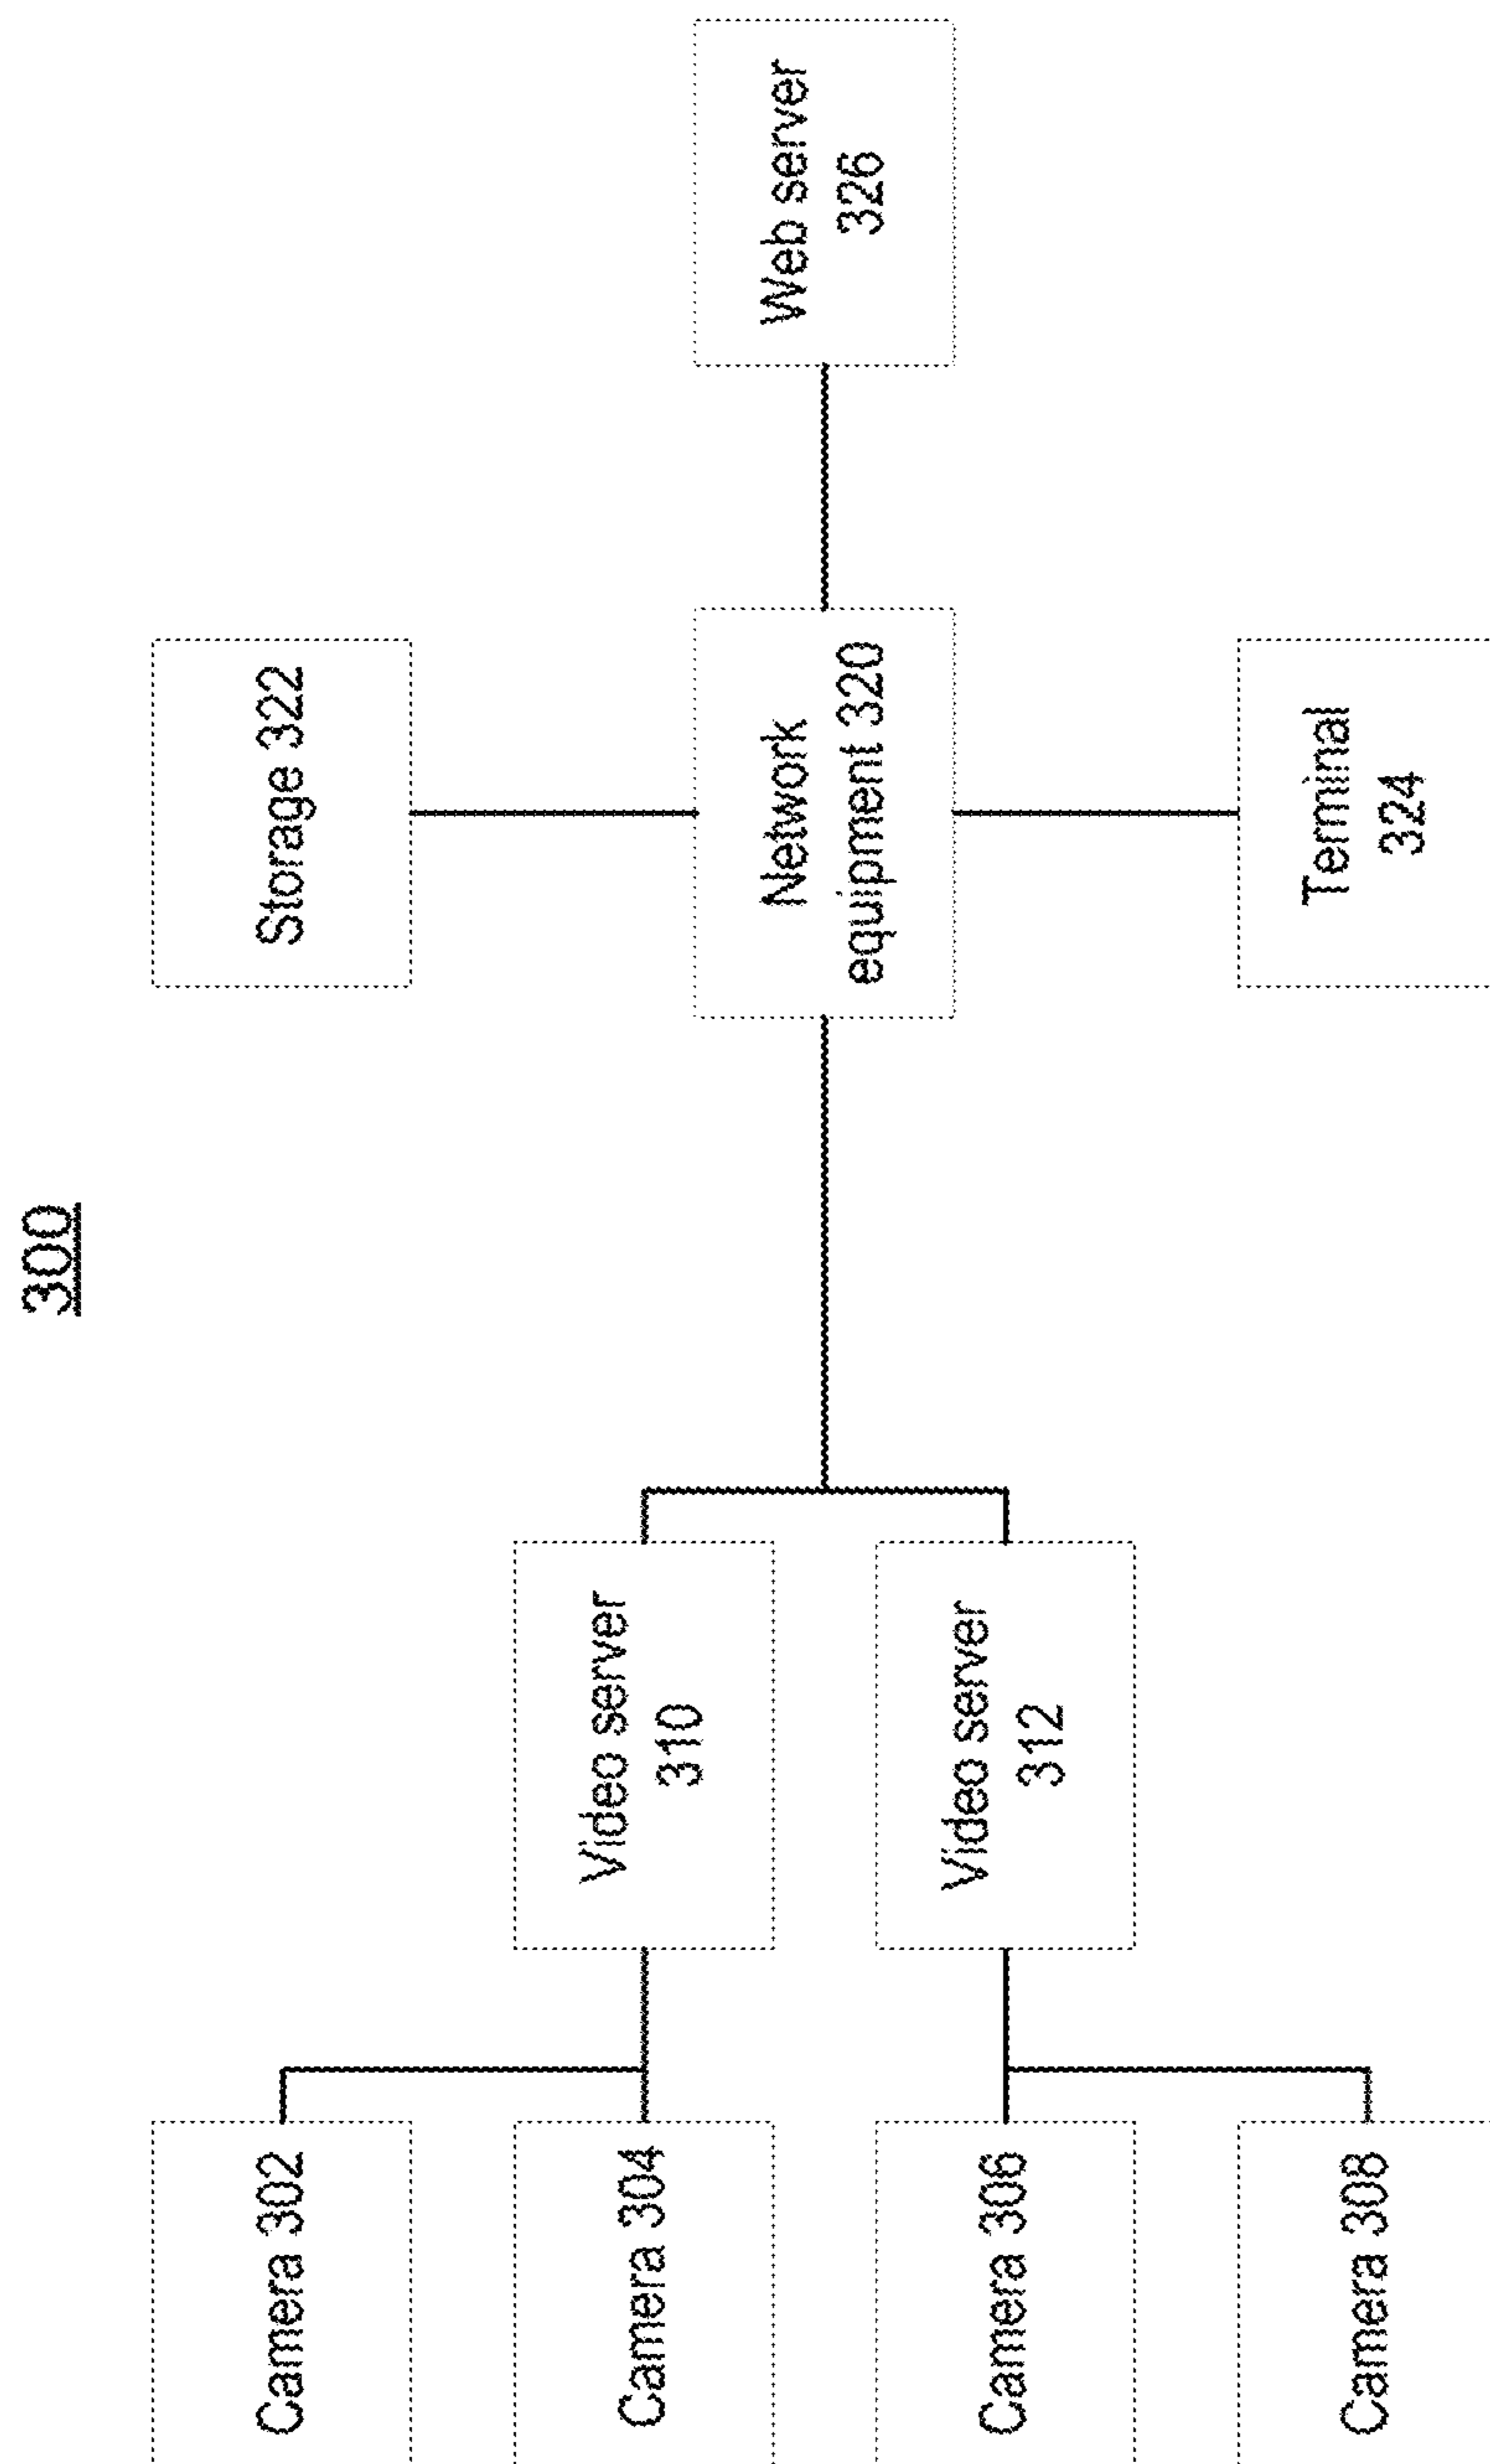 300
Camera 302
Camera 304
Camera 306
Camera 308
Video server
310
Video server
312
Storage 322
Network
equipment 320
Terminal
324
Web server
326